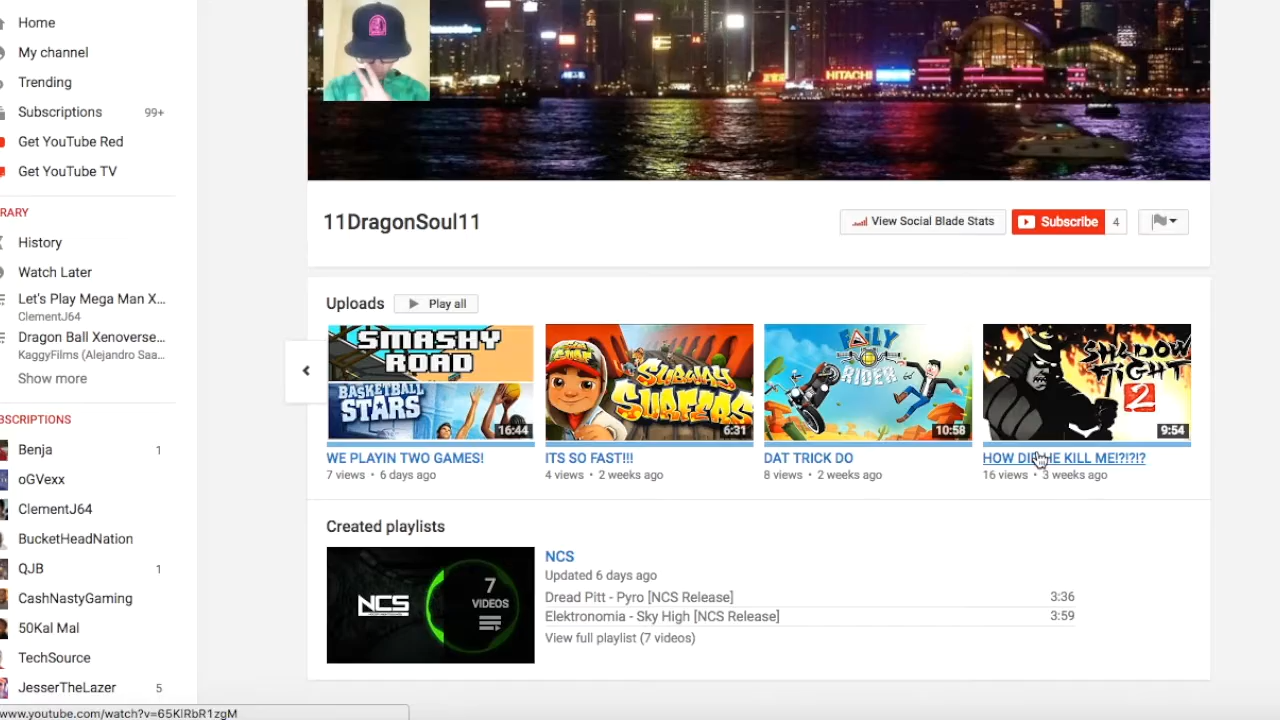 Home
My channel
Trending
Subscriptions 99+
Get YouTube Red
Get YouTube TV
RARY
History
Watch Later
Let's Play Mega Man X...
ClementJ64
Dragon Ball Xenoverse...
KaggyFilms (Alejandro Saa...
Show more
BSCRIPTIONS
Benja 1
oGVexx
ClementJ64
BucketHeadNation
QJB 1
CashNastyGaming
50Kal Mal
TechSource
JesserTheLazer 5
HITACHI
11DragonSoul11
View Social Blade Stats
Subscribe 4
Uploads
Play all
SMASHY
ROAD
BASKETBALL
STARS
16:44
WE PLAYIN TWO GAMES!
7 views • 6 days ago
SUBWAY
SURFERS
6:31
ITS SO FAST!!!
4 views • 2 weeks ago
FAILY
RIDER
10:58
DAT TRICK DO
8 views • 2 weeks ago
SHADOW
FIGHT
2
9:54
HOW DID HE KILL ME!?!?!?
16 views • 3 weeks ago
Created playlists
NCS
7
VIDEOS
NCS
Updated 6 days ago
Dread Pitt - Pyro [NCS Release] 3:36
Elektronomia - Sky High [NCS Release] 3:59
View full playlist (7 videos)
www.youtube.com/watch?v=65KlRbR1zgM